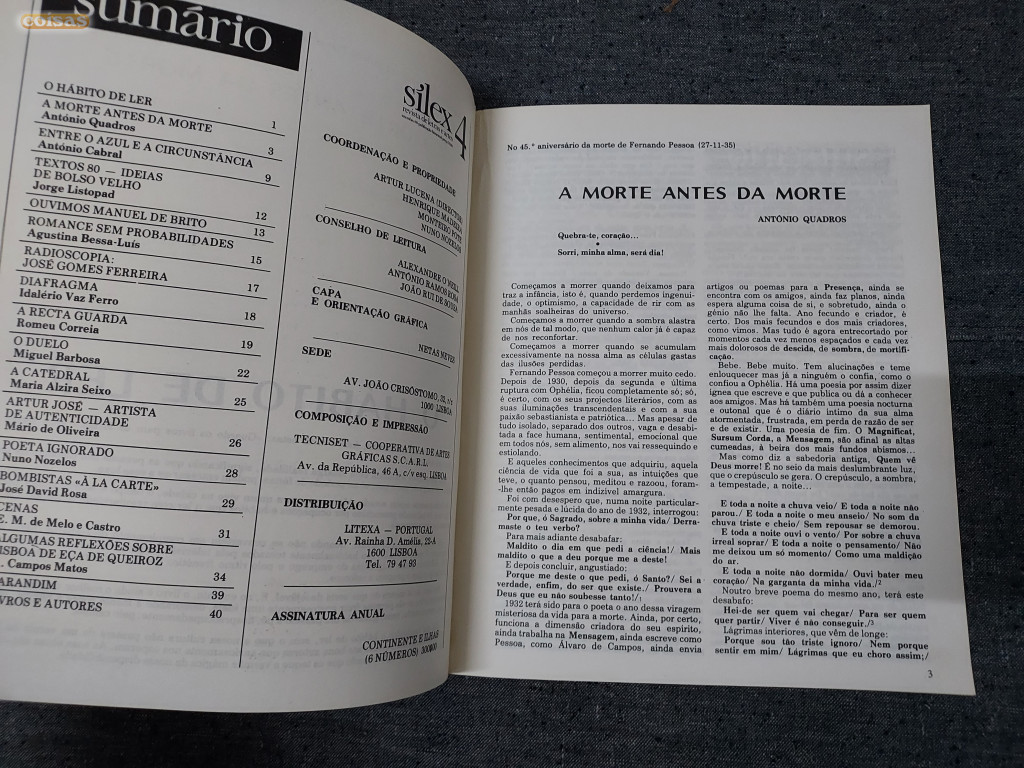 coisas
sumário
O HÁBITO DE LER 1
A MORTE ANTES DA MORTE
António Quadros 3
ENTRE O AZUL E A CIRCUNSTÂNCIA
António Cabral 9
TEXTOS 80 — IDEIAS
DE BOLSO VELHO
Jorge Listopad 12
OUVIMOS MANUEL DE BRITO 13
ROMANCE SEM PROBABILIDADES
Agustina Bessa-Luís 15
RADIOSCOPIA:
JOSÉ GOMES FERREIRA 17
DIAFRAGMA
Idalério Vaz Ferro 18
A RECTA GUARDA
Romeu Correia 19
O DUELO
Miguel Barbosa 22
A CATEDRAL
Maria Alzira Seixo 25
ARTUR JOSÉ — ARTISTA
DE AUTENTICIDADE
Mário de Oliveira 26
POETA IGNORADO
Nuno Nozelos 28
BOMBISTAS «À LA CARTE»
José David Rosa 29
CENAS
E. M. de Melo e Castro 31
ALGUMAS REFLEXÕES SOBRE
LISBOA DE EÇA DE QUEIROZ
. Campos Matos 34
ARANDIM 39
VROS E AUTORES 40
sílex 4
revista de letras e artes
COORDENAÇÃO E PROPRIEDADE
ARTUR LUCENA (DIRECTOR)
HENRIQUE MADEIRA
MONTEIRO
NUNO NOZELOS
CONSELHO DE LEITURA
ALEXANDRE O'NEILL
ANTÓNIO RAMOS ROSA
JOÃO RUI DE SOUSA
CAPA
E ORIENTAÇÃO GRÁFICA
NETAS NEVES
SEDE
AV. JOÃO CRISÓSTOMO,
1000 LISBOA
COMPOSIÇÃO E IMPRESSÃO
TECNISET — COOPERATIVA DE ARTES
GRÁFICAS S.C.A.R.L.
Av. da República, 46 A, c/v esq. LISBOA
DISTRIBUIÇÃO
LITEXA — PORTUGAL
Av. Rainha D. Amélia, 22-A
1600 LISBOA
Tel. 79 47 83
ASSINATURA ANUAL
CONTINENTE E ILHAS
(6 NÚMEROS) 300$00
No 45.º aniversário da morte de Fernando Pessoa (27-11-35)
A MORTE ANTES DA MORTE
ANTÓNIO QUADROS
Quebra-te, coração...
Sorri, minha alma, será dia!
Começamos a morrer quando deixamos para
traz a infância, isto é, quando perdemos ingenui-
dade, o optimismo, a capacidade de rir com as
manhãs soalheiras do universo.
Começamos a morrer quando a sombra alastra
em nós de tal modo, que nenhum calor já é capaz
de nos reconfortar.
Começamos a morrer quando se acumulam
excessivamente na nossa alma as células gastas
das ilusões perdidas.
Fernando Pessoa começou a morrer muito cedo.
Depois de 1930, depois da segunda e última
ruptura com Ophélia, ficou completamente só; só,
é certo, com os seus projectos literários, com as
suas iluminações transcendentais e com a sua
paixão sebastianista e patriótica... Mas apesar de
tudo isolado, separado dos outros, vaga e desabi-
tada a face humana, sentimental, emocional que
em todos nós, sem alimento, nos vai ressequindo e
estiolando.
E aqueles conhecimentos que adquiriu, aquela
ciência de vida que foi a sua, as intuições que
teve, o quanto pensou, meditou e razoou, foram-
-lhe então pagos em indizível amargura.
Foi com desespero que, numa noite particular-
mente pesada e lúcida do ano de 1932, interrogou:
Por que, ó Sagrado, sobre a minha vida/ Derra-
maste o teu verbo?
Para mais adiante desabafar:
Maldito o dia em que pedi a ciência!/ Mais
maldito o que a deu porque me a deste!
E depois concluir, angustiado:
Porque me deste o que pedi, ó Santo?/ Sei a
verdade, enfim, do ser que existe./ Prouvera a
Deus que eu não soubesse tanto!/₁
1932 terá sido para o poeta o ano dessa viragem
misteriosa da vida para a morte. Ainda, por certo,
funciona a dimensão criadora do seu espírito,
ainda trabalha na Mensagem, ainda escreve como
Pessoa, como Álvaro de Campos, ainda envia
artigos ou poemas para a Presença, ainda se
encontra com os amigos, ainda faz planos, ainda
espera alguma coisa de si, e sobretudo, ainda o
génio não lhe falta. Ano fecundo e criador, é
certo. Dos mais fecundos e dos mais criadores,
como vimos. Mas tudo é agora entrecortado por
momentos cada vez menos espaçados e cada vez
mais dolorosos de descida, de sombra, de mortifi-
cação.
Bebe. Bebe muito. Tem alucinações e teme
enlouquecer mas já a ninguém o confia, como o
confiou a Ophélia. Há uma poesia por assim dizer
ígnea que escreve e que publica ou dá a conhecer
aos amigos. Mas há também uma poesia nocturna
e outonal que é o diário íntimo da sua alma
atormentada, frustrada, em perda de razão de ser
e de existir. Uma poesia de fim. O Magnificat,
Sursum Corda, a Mensagem, são afinal as altas
cumeadas, à beira dos mais fundos abismos...
Mas como diz a sabedoria antiga, Quem vê
Deus morre! É no seio da mais deslumbrante luz,
que o crepúsculo se gera. O crepúsculo, a sombra,
a tempestade, a noite...
E toda a noite a chuva veio/ E toda a noite não
parou./ E toda a noite o meu anseio/ No som da
chuva triste e cheio/ Sem repousar se demorou.
E toda a noite ouvi o vento/ Por sobre a chuva
irreal soprar/ E toda a noite o pensamento/ Não
me deixou um só momento/ Como uma maldição
do ar.
E toda a noite não dormida/ Ouvi bater meu
coração/ Na garganta da minha vida./²
Noutro breve poema do mesmo ano, terá este
desabafo:
Hei-de ser quem vai chegar/ Para ser quem
quer partir/ Viver é não conseguir./₃
Lágrimas interiores, que vêm de longe:
Porque sou tão triste ignoro/ Nem porque
sentir em mim/ Lágrimas que eu choro assim;/
3